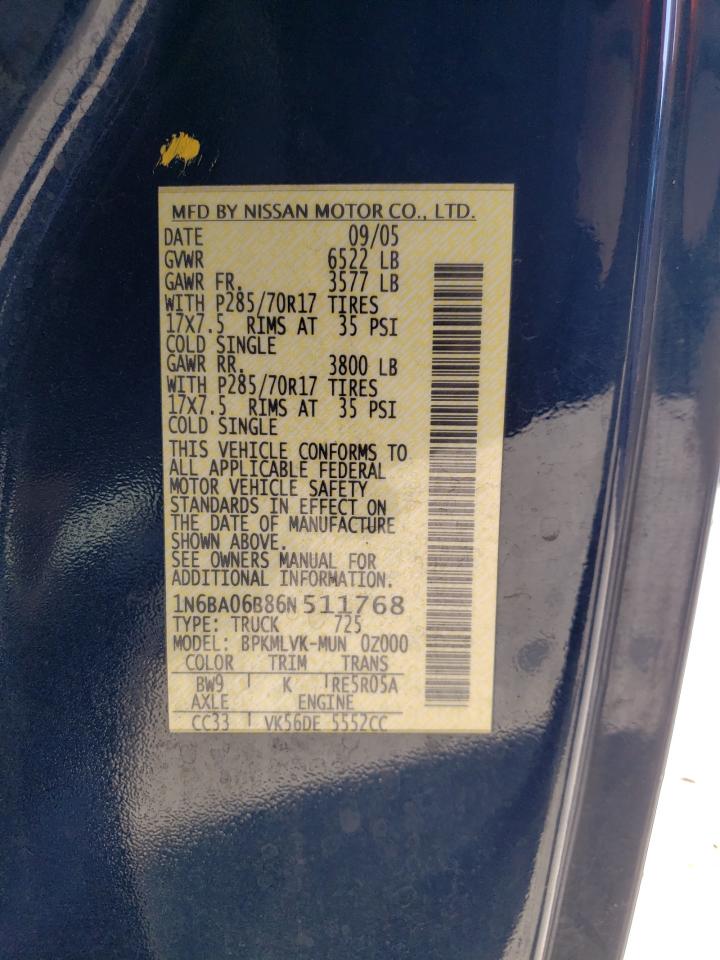 MFD BY NISSAN MOTOR CO., LTD.
DATE 09/05
GVWR 6522 LB
GAWR FR. 3577 LB
WITH P285/70R17 TIRES
17X7.5 RIMS AT 35 PSI
COLD SINGLE
GAWR RR. 3800 LB
WITH P285/70R17 TIRES
17X7.5 RIMS AT 35 PSI
COLD SINGLE
THIS VEHICLE CONFORMS TO
ALL APPLICABLE FEDERAL
MOTOR VEHICLE SAFETY
STANDARDS IN EFFECT ON
THE DATE OF MANUFACTURE
SHOWN ABOVE.
SEE OWNERS MANUAL FOR
ADDITIONAL INFORMATION.
1N6BA06B86N 511768
TYPE: TRUCK 725
MODEL: BPKMLVK-MUN 0Z000
COLOR TRIM TRANS
BW9 K RE5R05A
AXLE ENGINE
CC33 VK56DE 5552CC